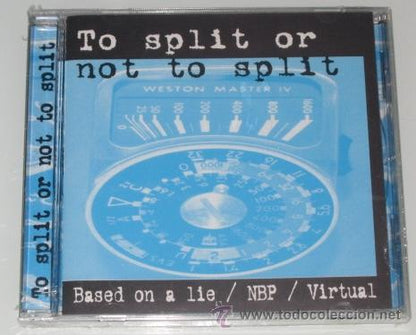 To split or
not to split
WESTON MASTER IV
To split or not to split
Based on a lie / NBP / Virtual
www.todocoleccion.net